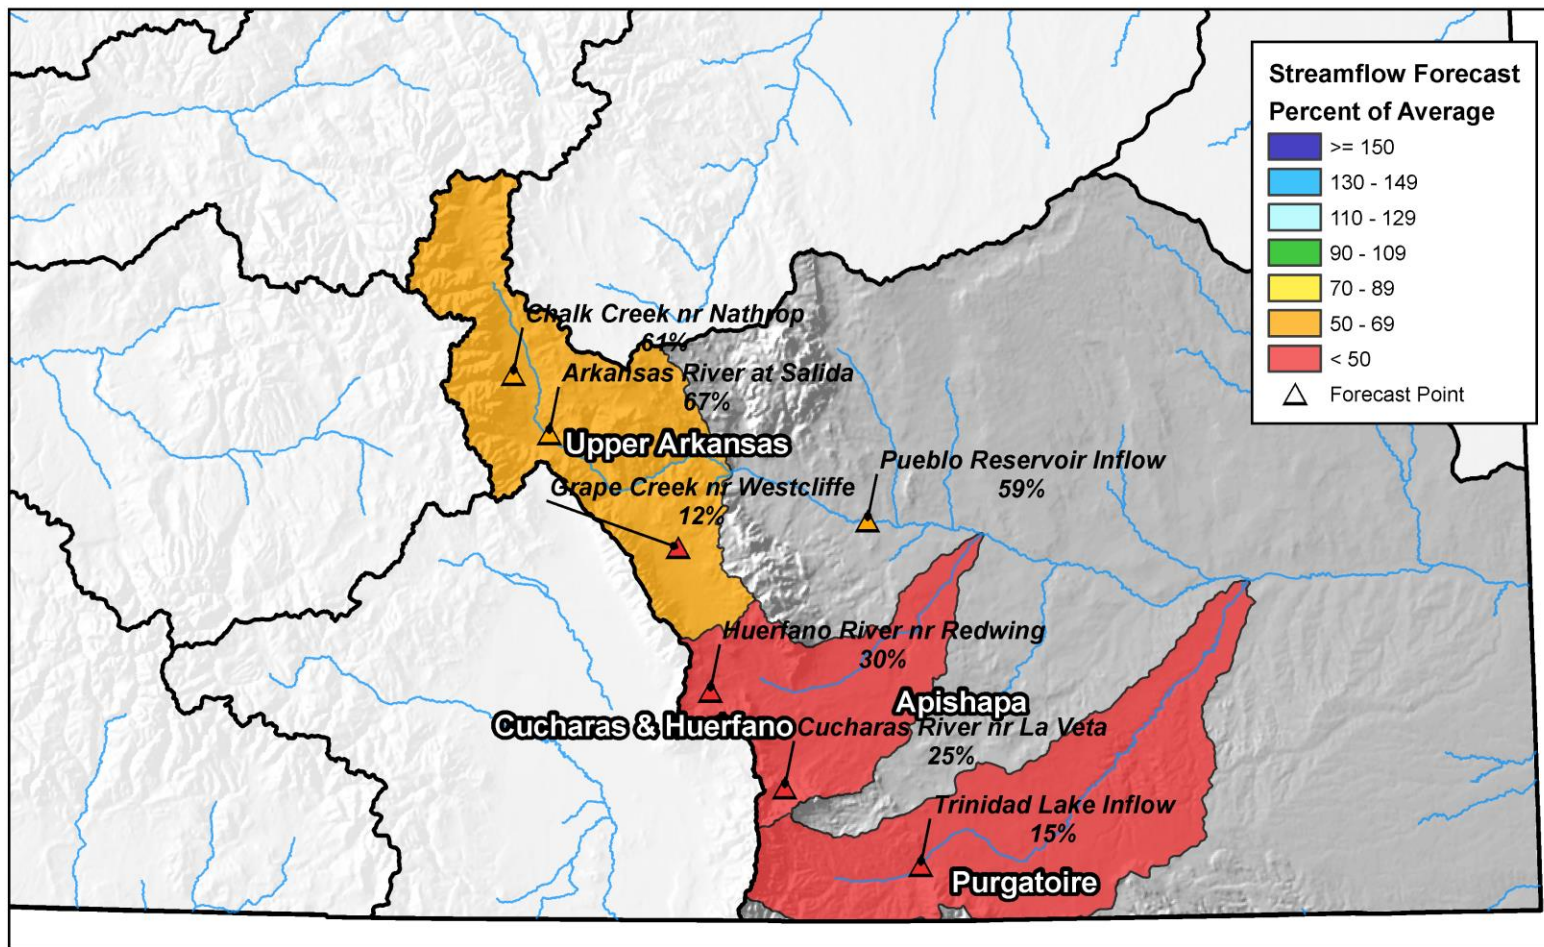 Streamflow Forecast
Percent of Average
>= 150
130 - 149
110 - 129
90 - 109
70 - 89
50 - 69
< 50
Forecast Point
Chalk Creek nr Nathrop
61%
Arkansas River at Salida
67%
Upper Arkansas
Pueblo Reservoir Inflow
59%
Grape Creek nr Westcliffe
12%
Huerfano River nr Redwing
30%
Apishapa
Cucharas & Huerfano
Cucharas River nr La Veta
25%
Trinidad Lake Inflow
15%
Purgatoire